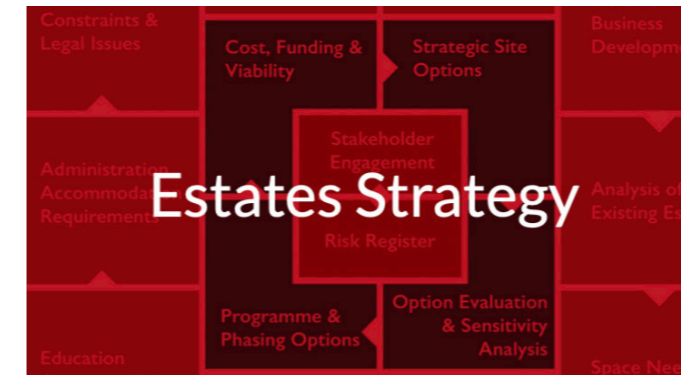 Constraints &
Legal Issues
Cost, Funding &
Viability
Strategic Site
Options
Business
Stakeholder
Engagement
Administration
Requirements
Estates Strategy
Analysis of
Existing
Risk Register
Programme &
Phasing Options
Option Evaluation
& Sensitivity
Analysis
Education
Space